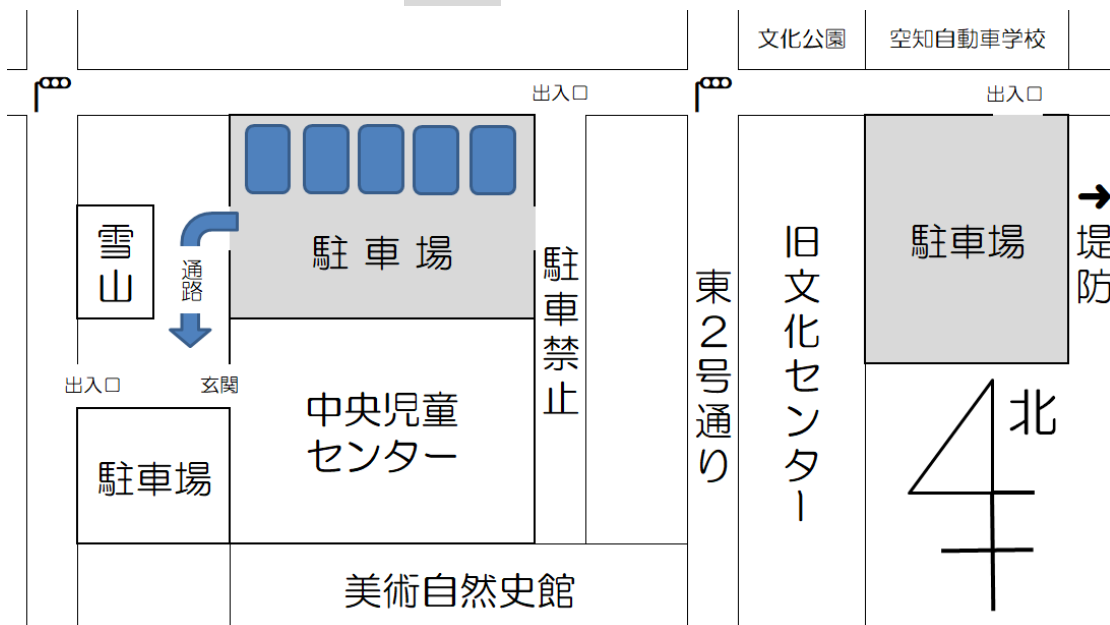 文化公園
空知自動車学校
出入口
出入口
雪山
通路
駐車場
駐車禁止
東2号通り
旧文化センター
駐車場
➔
堤防
出入口
玄関
中央児童
センター
北
駐車場
美術自然史館